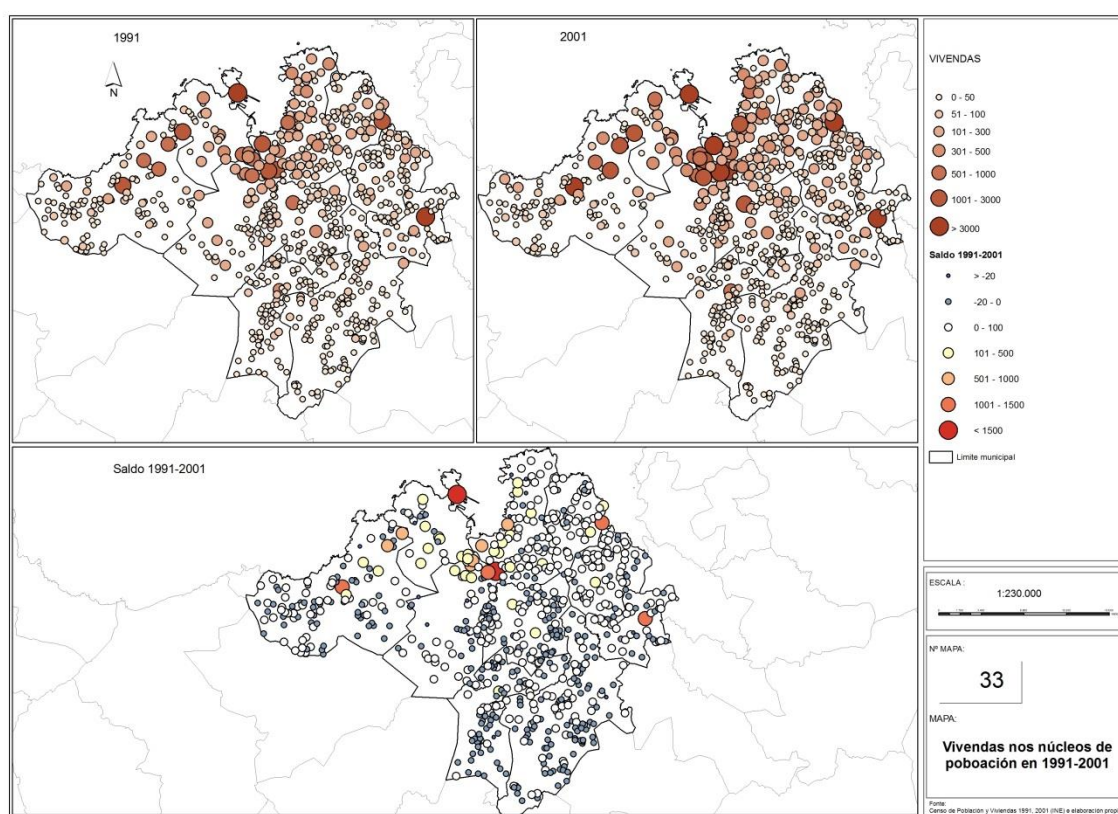 1991
N
2001
VIVENDAS
0 - 50
51 - 100
101 - 300
301 - 500
501 - 1000
1001 - 3000
> 3000
Saldo 1991-2001
> -20
-20 - 0
0 - 100
101 - 500
501 - 1000
1001 - 1500
< 1500
Limite municipal
Saldo 1991-2001
ESCALA :
1:230.000
Nº MAPA:
33
MAPA:
Vivendas nos núcleos de
poboación en 1991-2001
Fonte:
Censo de Población y Viviendas 1991, 2001 (INE) e elaboración propi